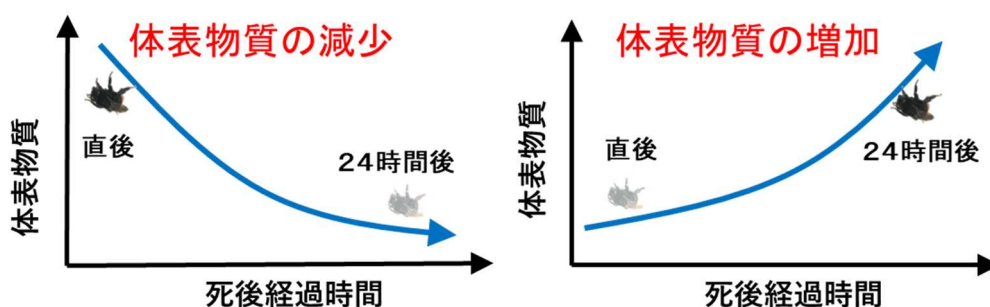 体表物質の減少
体表物質
直後
24時間後
死後経過時間
体表物質の増加
体表物質
直後
24時間後
死後経過時間